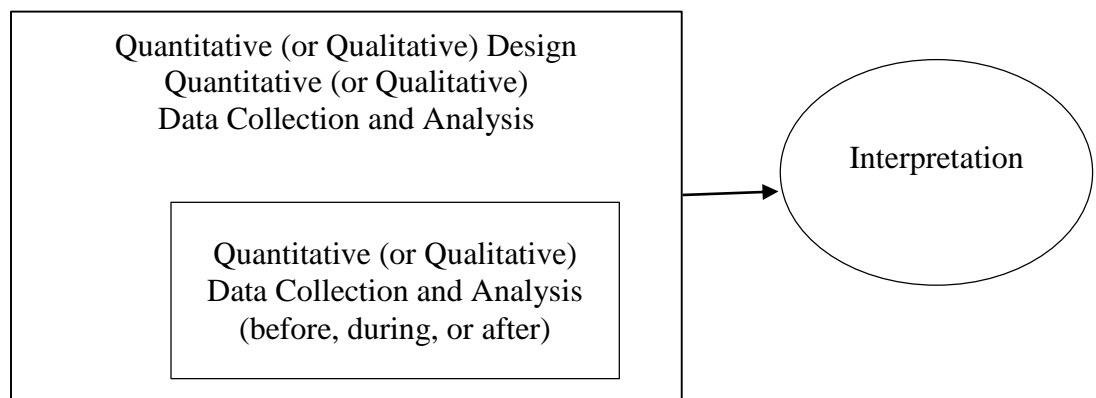 Quantitative (or Qualitative) Design
Quantitative (or Qualitative)
Data Collection and Analysis
Quantitative (or Qualitative)
Data Collection and Analysis
(before, during, or after)
Interpretation